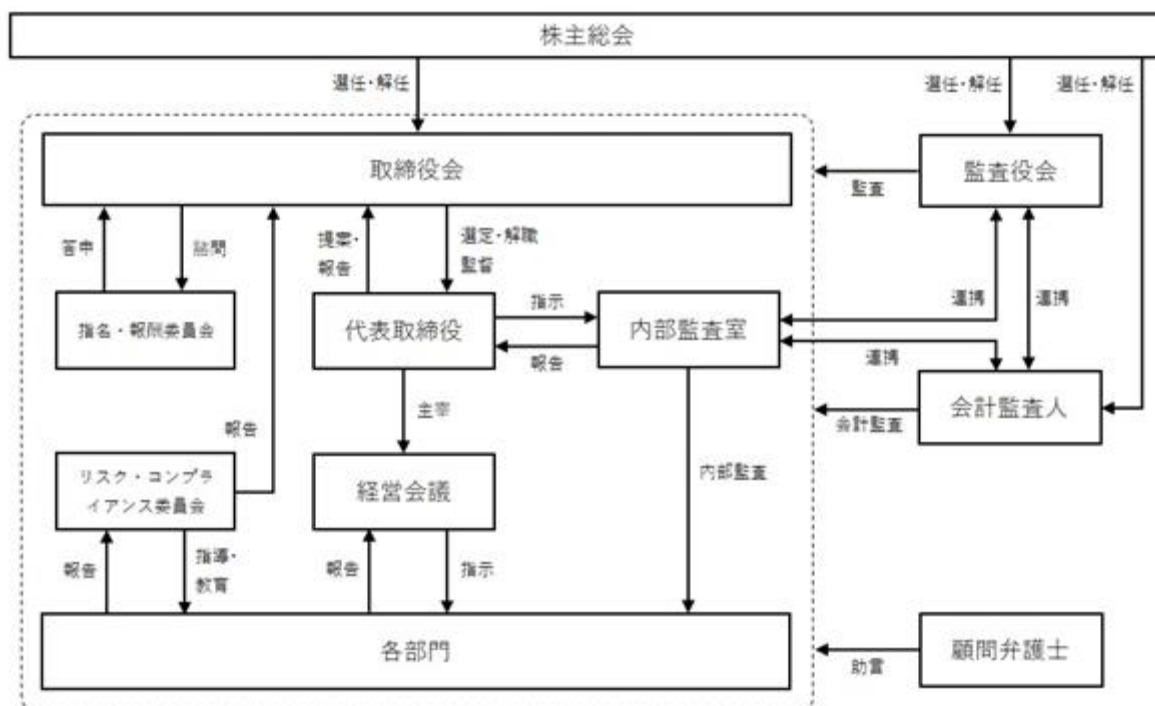 株主総会
選任・解任
選任・解任
選任・解任
取締役会
監査役会
監査
答申
諮問
提案・
報告
選定・解職
監督
指名・報酬委員会
代表取締役
指示
報告
内部監査室
連携
連携
連携
会計監査人
会計監査
主宰
報告
リスク・コンプラ
イアンス委員会
経営会議
内部監査
報告
指導・
教育
報告
指示
各部門
顧問弁護士
助言